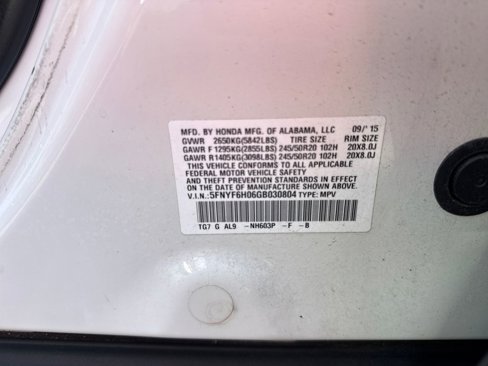 MFD. BY HONDA MFG. OF ALABAMA, LLC 09/'15
GVWR 2650KG(5842LBS) TIRE SIZE RIM SIZE
GAWR F 1295KG(2855LBS) 245/50R20 102H 20X8.0J
GAWR R 1405KG(3098LBS) 245/50R20 102H 20X8.0J
THIS VEHICLE CONFORMS TO ALL APPLICABLE
FEDERAL MOTOR VEHICLE SAFETY
THEFT PREVENTION STANDARDS IN EFFECT
ON THE DATE OF MANUFACTURE SHOWN ABOVE.
V.I.N.: 5FNYF6H06GB030804 TYPE: MPV
TG7 G AL9 -NH603P -F -B